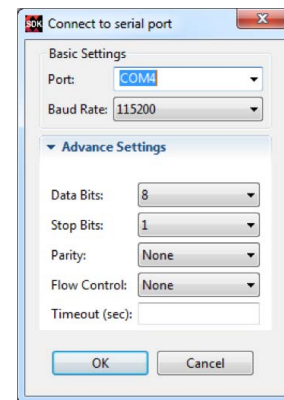 SDK Connect to serial port
Basic Settings
Port: COM4
Baud Rate: 115200
Advance Settings
Data Bits: 8
Stop Bits: 1
Parity: None
Flow Control: None
Timeout (sec):
OK Cancel